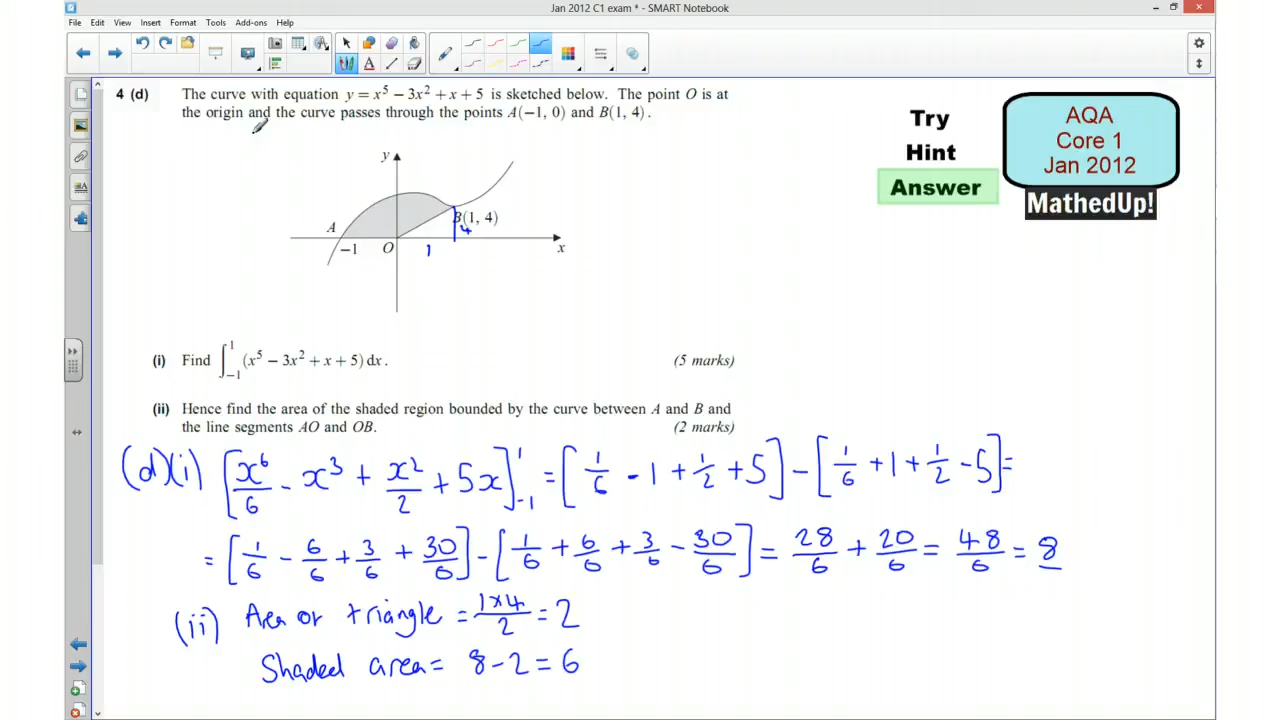 Jan 2012 C1 exam * - SMART Notebook
File Edit View Insert Format Tools Add-ons Help
4 (d) The curve with equation y = x⁵ − 3x² + x + 5 is sketched below. The point O is at
the origin and the curve passes through the points A(−1, 0) and B(1, 4).
Try
Hint
Answer
AQA
Core 1
Jan 2012
MathedUp!
y
A
B(1, 4)
4
−1
O
1
x
(i) Find ∫₋₁¹ (x⁵ − 3x² + x + 5) dx. (5 marks)
(ii) Hence find the area of the shaded region bounded by the curve between A and B and
the line segments AO and OB. (2 marks)
(d)(i) [x⁶/6 - x³ + x²/2 + 5x]₋₁¹ = [1/6 - 1 + 1/2 + 5] - [1/6 + 1 + 1/2 - 5] =
= [1/6 - 6/6 + 3/6 + 30/6] - [1/6 + 6/6 + 3/6 - 30/6] = 28/6 + 20/6 = 48/6 = 8
(ii) Area of triangle = 1×4/2 = 2
Shaded area = 8 - 2 = 6